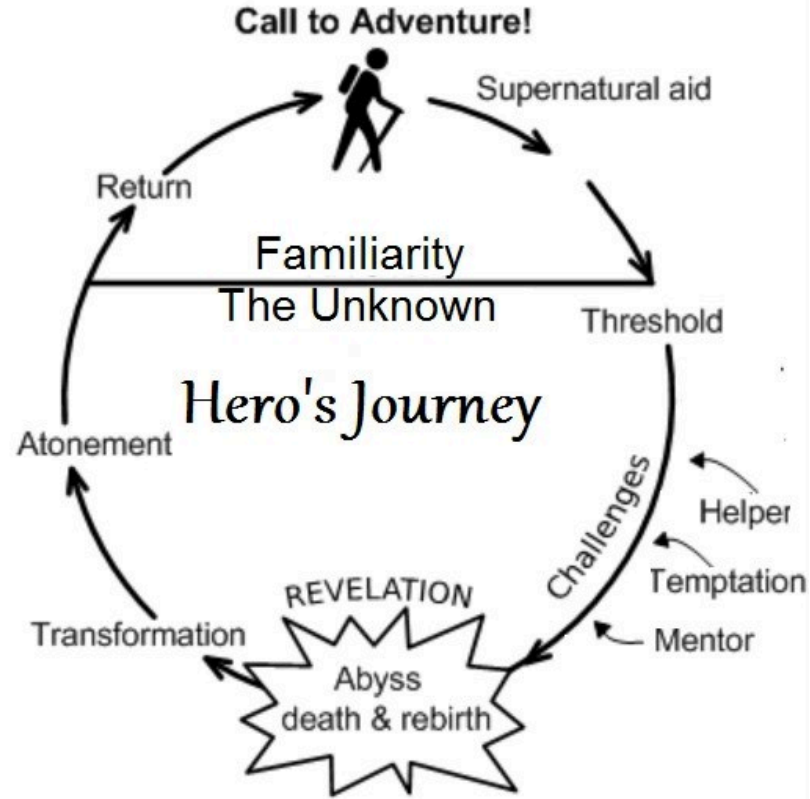 Call to Adventure!
Supernatural aid
Return
Familiarity
The Unknown
Threshold
Hero's Journey
Atonement
Challenges
Helper
Temptation
Mentor
REVELATION
Transformation
Abyss
death & rebirth